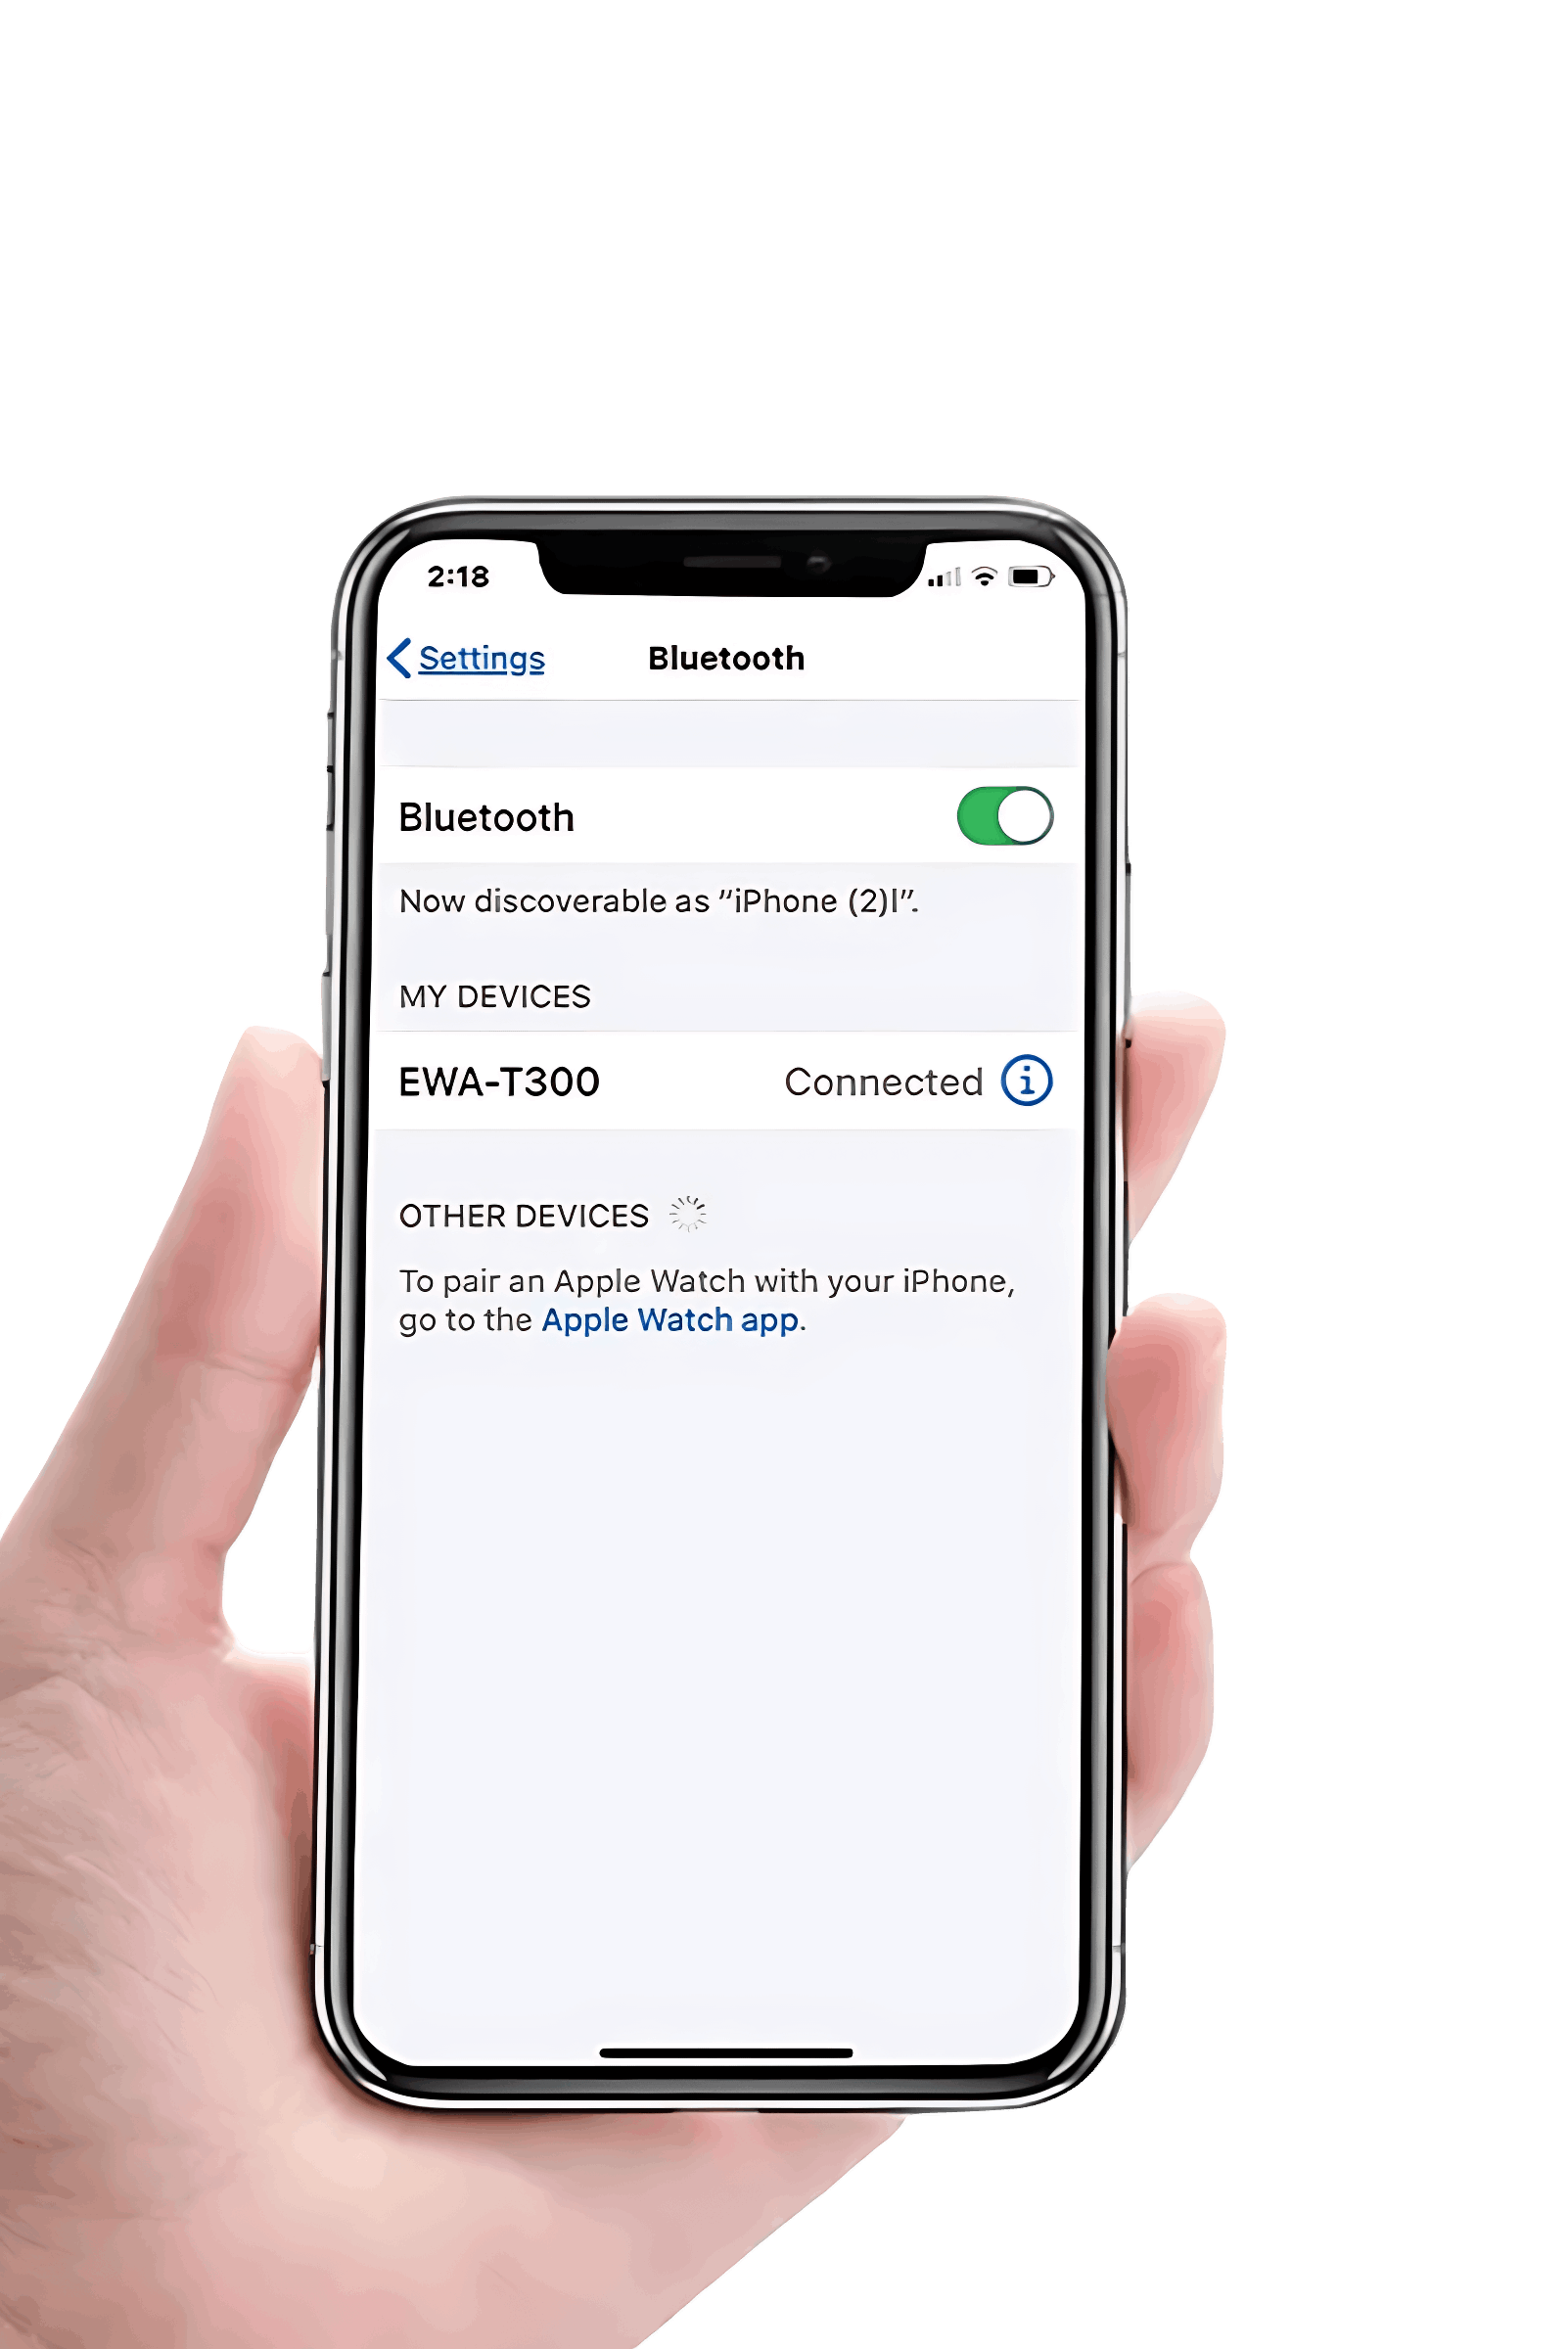 2:18
Settings
Bluetooth
Bluetooth
Now discoverable as "iPhone (2)l".
MY DEVICES
EWA-T300
Connected
OTHER DEVICES
To pair an Apple Watch with your iPhone,
go to the Apple Watch app.